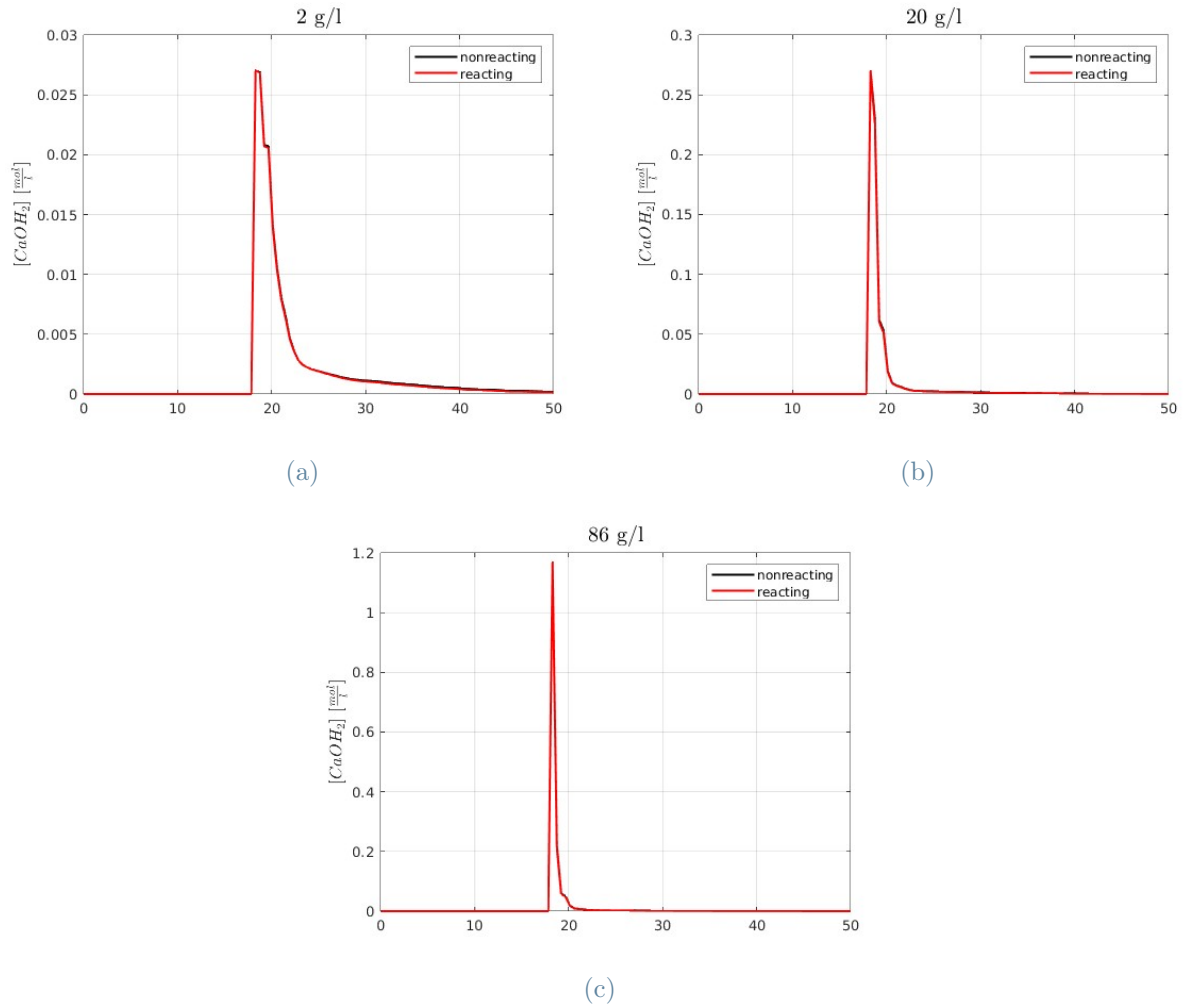 2 g/l
0.03
0.025
0.02
0.015
0.01
0.005
0
[CaOH₂] [mol/l]
nonreacting
reacting
0 10 20 30 40 50
(a)
20 g/l
0.3
0.25
0.2
0.15
0.1
0.05
0
[CaOH₂] [mol/l]
nonreacting
reacting
0 10 20 30 40 50
(b)
86 g/l
1.2
1
0.8
0.6
0.4
0.2
0
[CaOH₂] [mol/l]
nonreacting
reacting
0 10 20 30 40 50
(c)